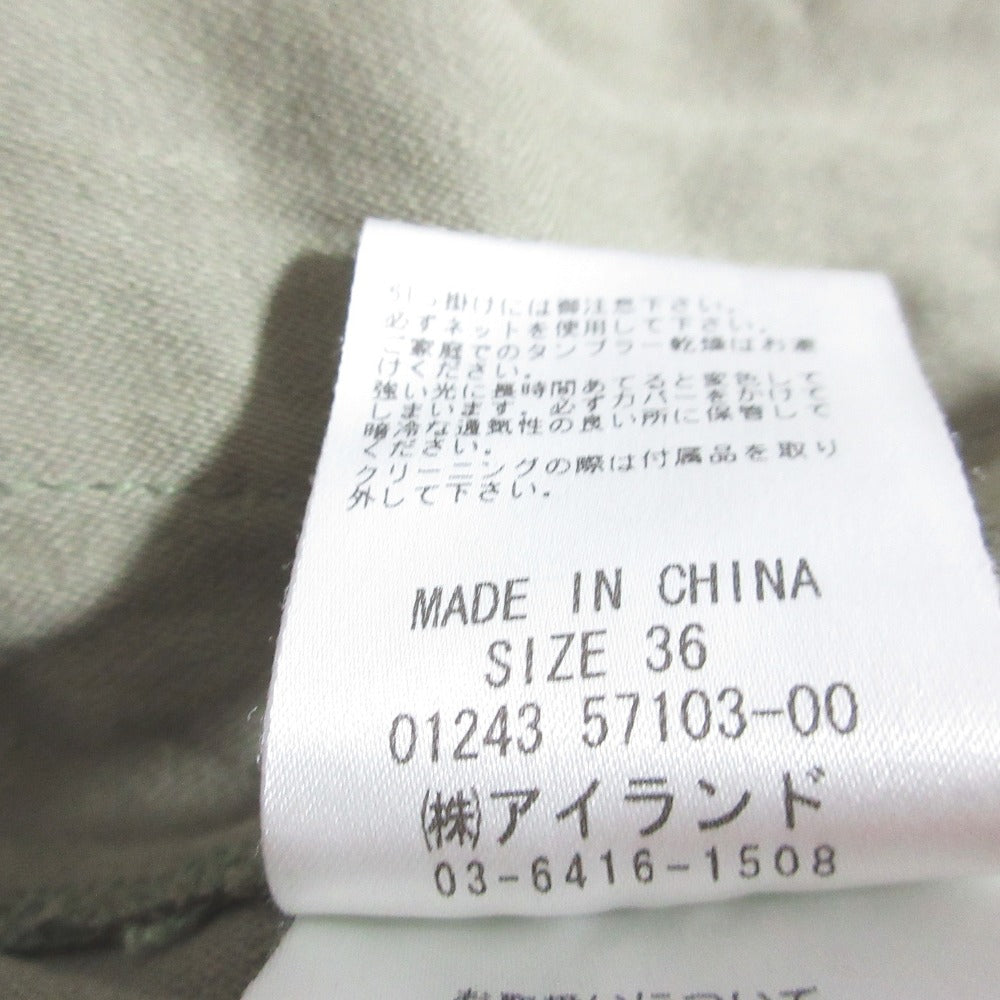 引っ掛けには御注意下さい。
必ずネットを使用して下さい。
ご家庭でのタンブラー乾燥はお避
けください。
強い光に長時間あてると変色して
しまいます。必ずカバーをかけて
暗冷な通気性の良い所に保管して
ください。
クリーニングの際は付属品を取り
外して下さい。
MADE IN CHINA
SIZE 36
01243 57103-00
㈱アイランド
03-6416-1508